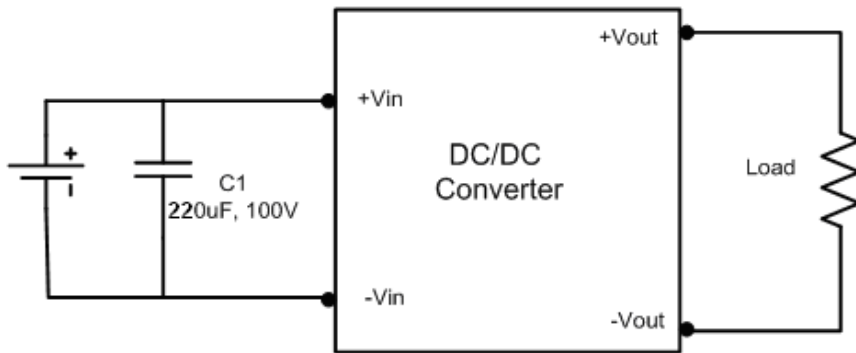 +Vout
+Vin
DC/DC
Converter
Load
+
-
C1
220uF, 100V
-Vin
-Vout